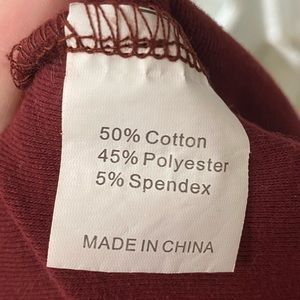 50% Cotton
45% Polyester
5% Spendex
MADE IN CHINA